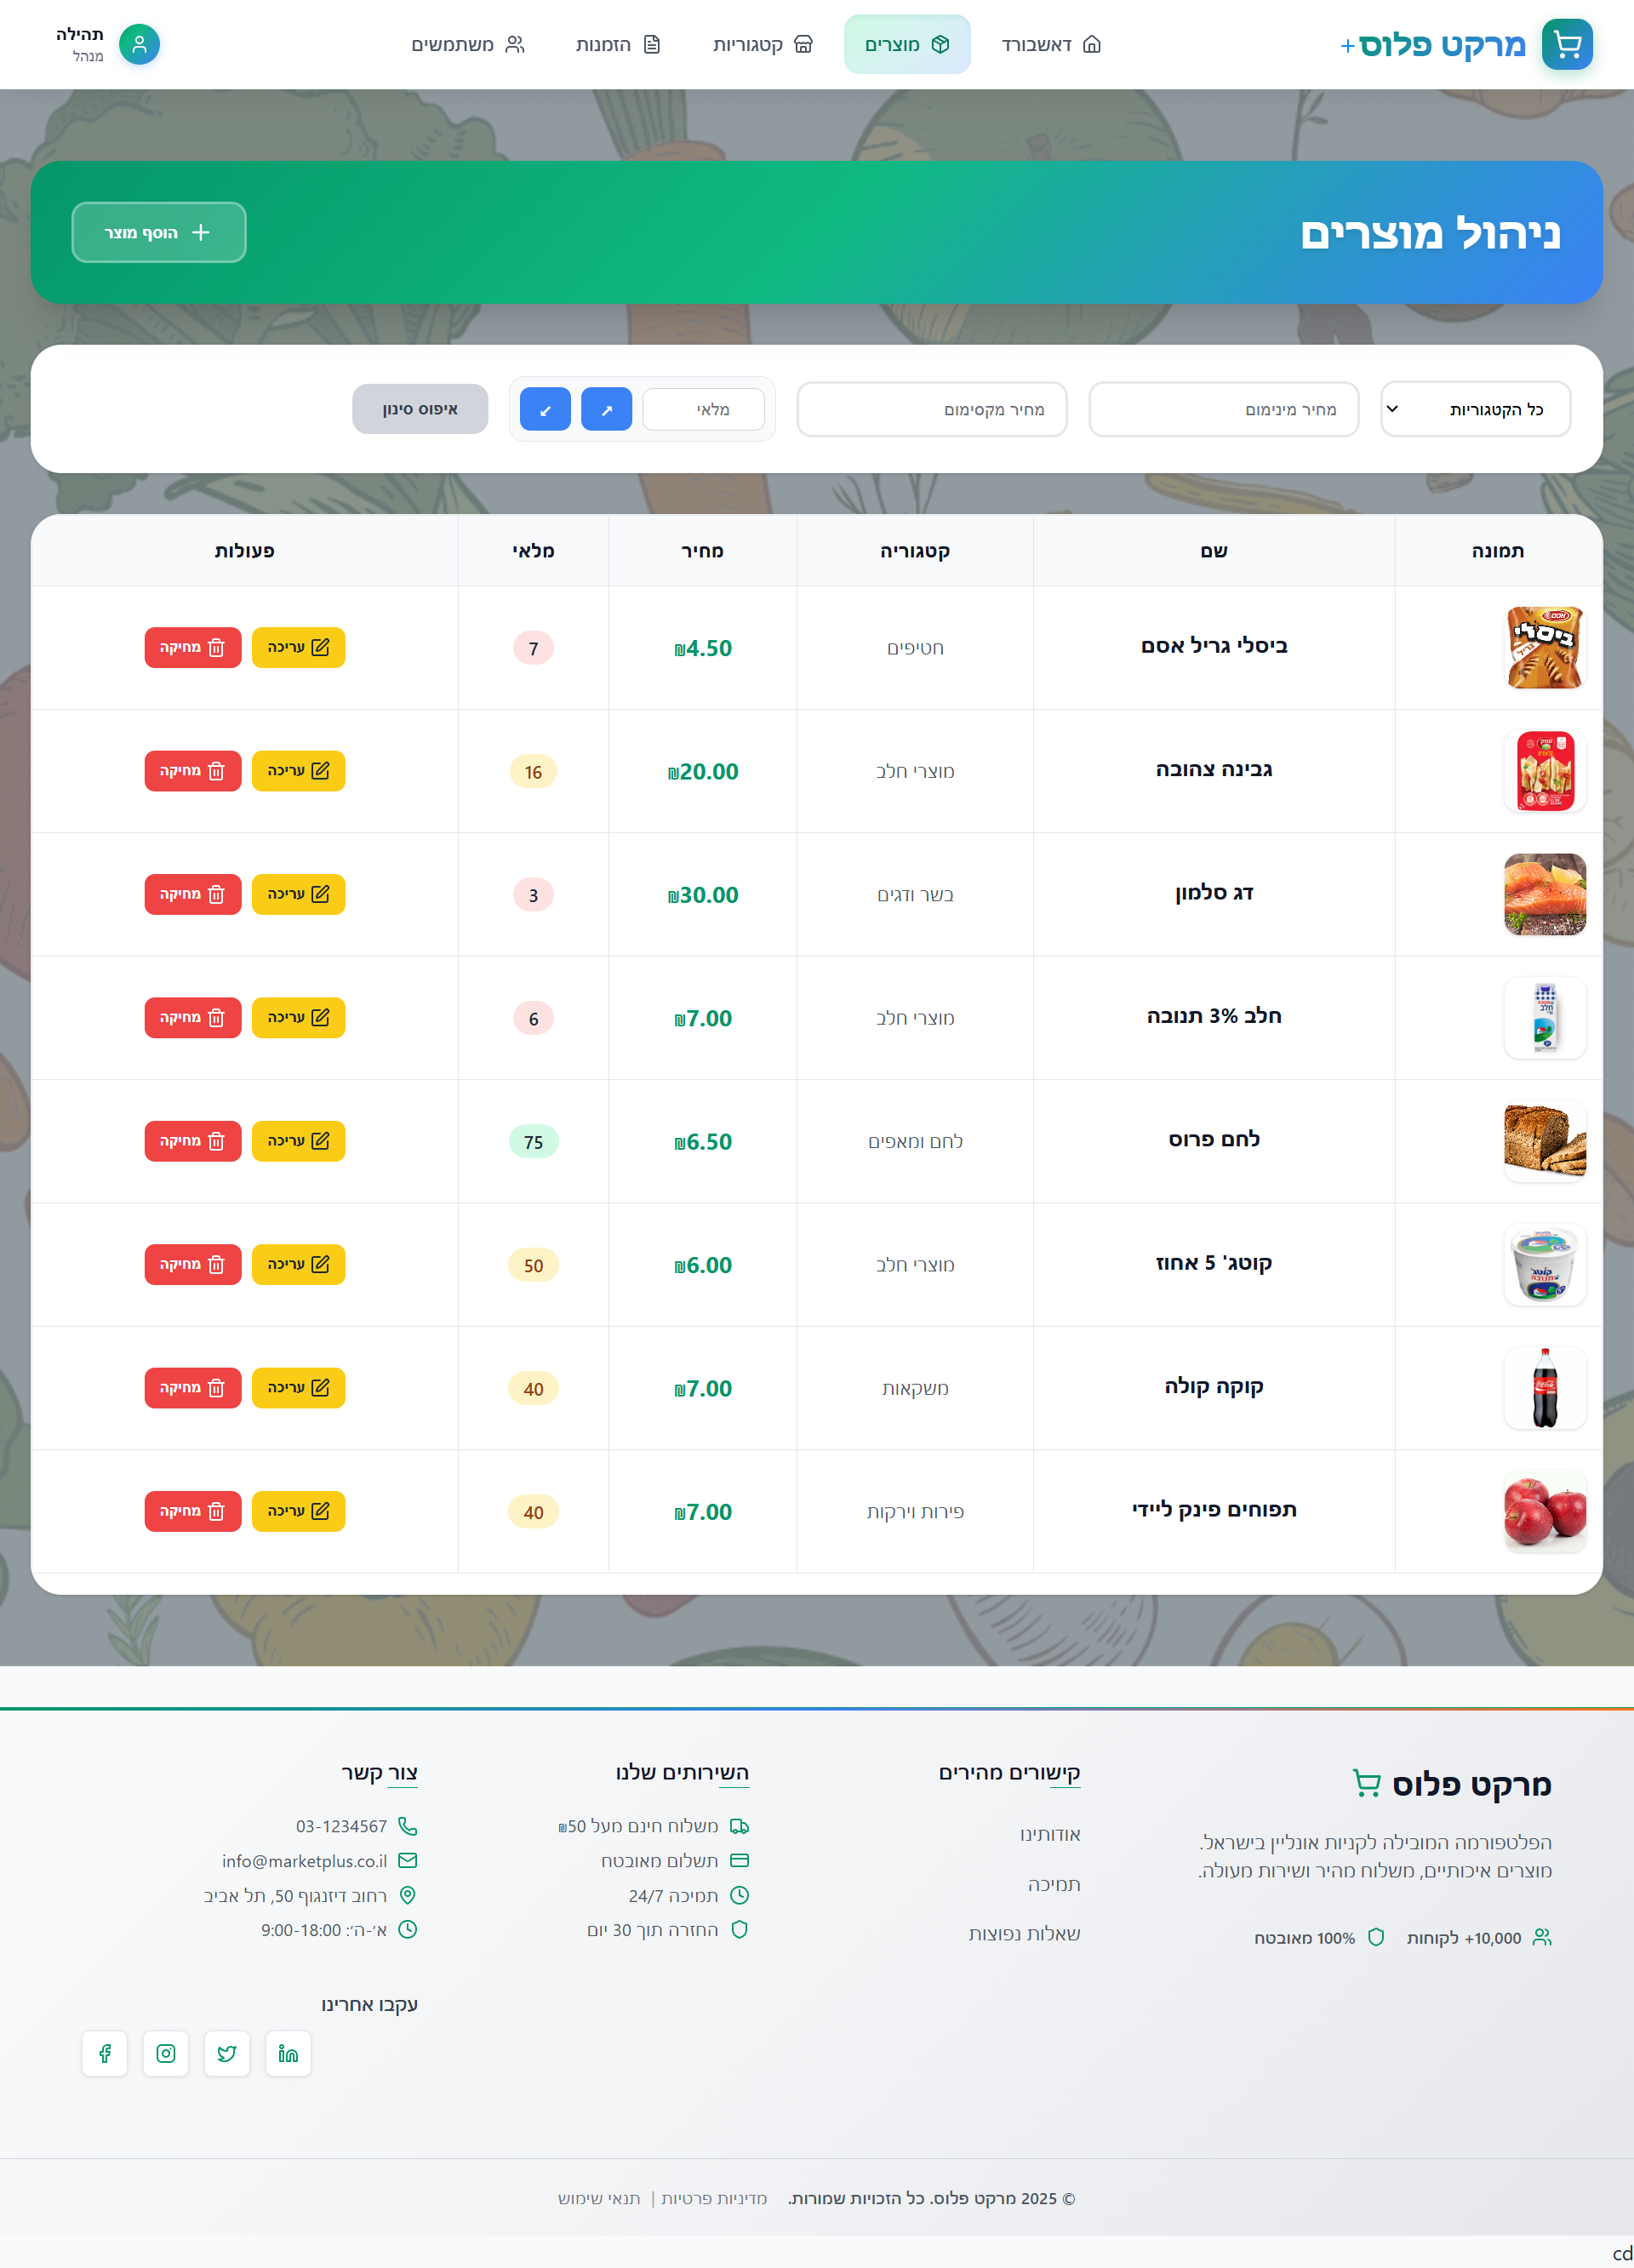 מרקט פלוס+
דאשבורד
מוצרים
קטגוריות
הזמנות
משתמשים
תהילה
מנהל
ניהול מוצרים
הוסף מוצר
כל הקטגוריות
מחיר מינימום
מחיר מקסימום
מלאי
איפוס סינון
תמונה שם קטגוריה מחיר מלאי פעולות
ביסלי גריל אסם חטיפים ₪4.50 7 עריכה מחיקה
גבינה צהובה מוצרי חלב ₪20.00 16 עריכה מחיקה
דג סלמון בשר ודגים ₪30.00 3 עריכה מחיקה
חלב 3% תנובה מוצרי חלב ₪7.00 6 עריכה מחיקה
לחם פרוס לחם ומאפים ₪6.50 75 עריכה מחיקה
קוטג' 5 אחוז מוצרי חלב ₪6.00 50 עריכה מחיקה
קוקה קולה משקאות ₪7.00 40 עריכה מחיקה
תפוחים פינק ליידי פירות וירקות ₪7.00 40 עריכה מחיקה
מרקט פלוס
הפלטפורמה המובילה לקניות אונליין בישראל.
מוצרים איכותיים, משלוח מהיר ושירות מעולה.
10,000+ לקוחות
100% מאובטח
קישורים מהירים
אודותינו
תמיכה
שאלות נפוצות
השירותים שלנו
משלוח חינם מעל ₪50
תשלום מאובטח
תמיכה 24/7
החזרה תוך 30 יום
צור קשר
03-1234567
info@marketplus.co.il
רחוב דיזנגוף 50, תל אביב
א׳-ה׳: 9:00-18:00
עקבו אחרינו
© 2025 מרקט פלוס. כל הזכויות שמורות. מדיניות פרטיות | תנאי שימוש
cd